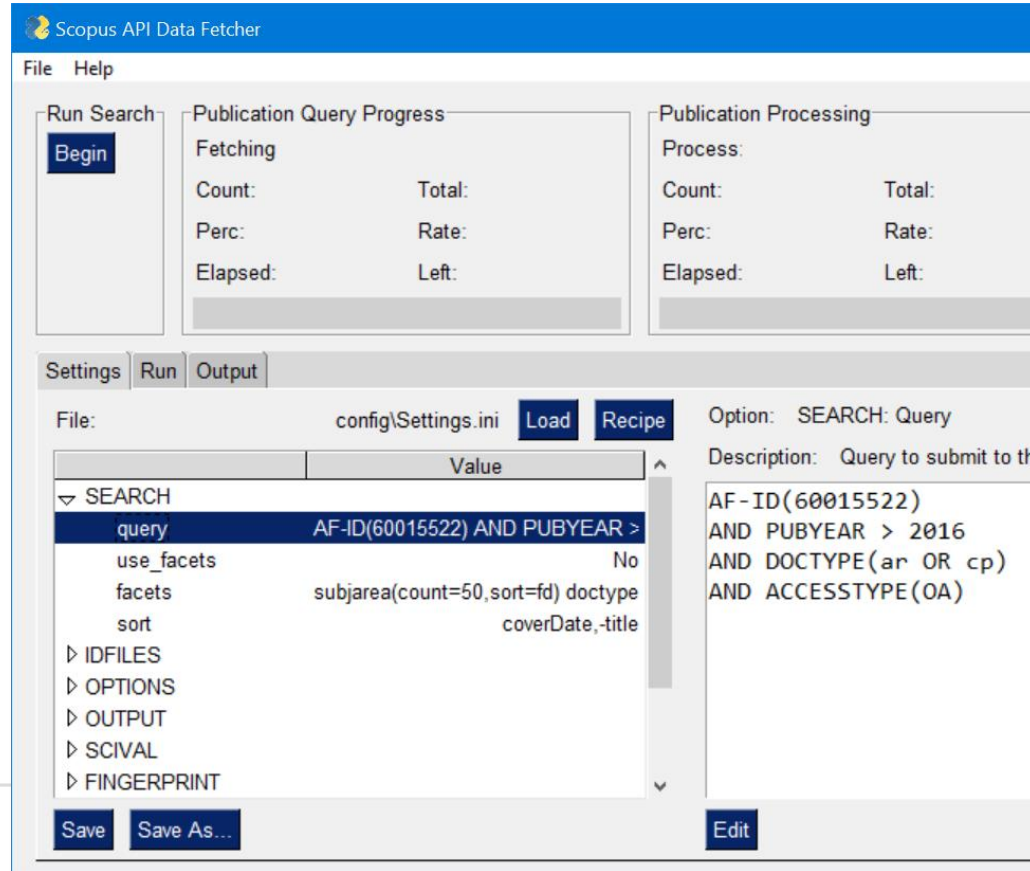 Scopus API Data Fetcher
File Help
Run Search
Begin
Publication Query Progress
Fetching
Count: Total:
Perc: Rate:
Elapsed: Left:
Publication Processing
Process:
Count: Total:
Perc: Rate:
Elapsed: Left:
Settings Run Output
File: config\Settings.ini Load Recipe
Value
SEARCH
query AF-ID(60015522) AND PUBYEAR >
use_facets No
facets subjarea(count=50,sort=fd) doctype
sort coverDate,-title
IDFILES
OPTIONS
OUTPUT
SCIVAL
FINGERPRINT
Save Save As...
Option: SEARCH: Query
Description: Query to submit to th
AF-ID(60015522)
AND PUBYEAR > 2016
AND DOCTYPE(ar OR cp)
AND ACCESSTYPE(OA)
Edit